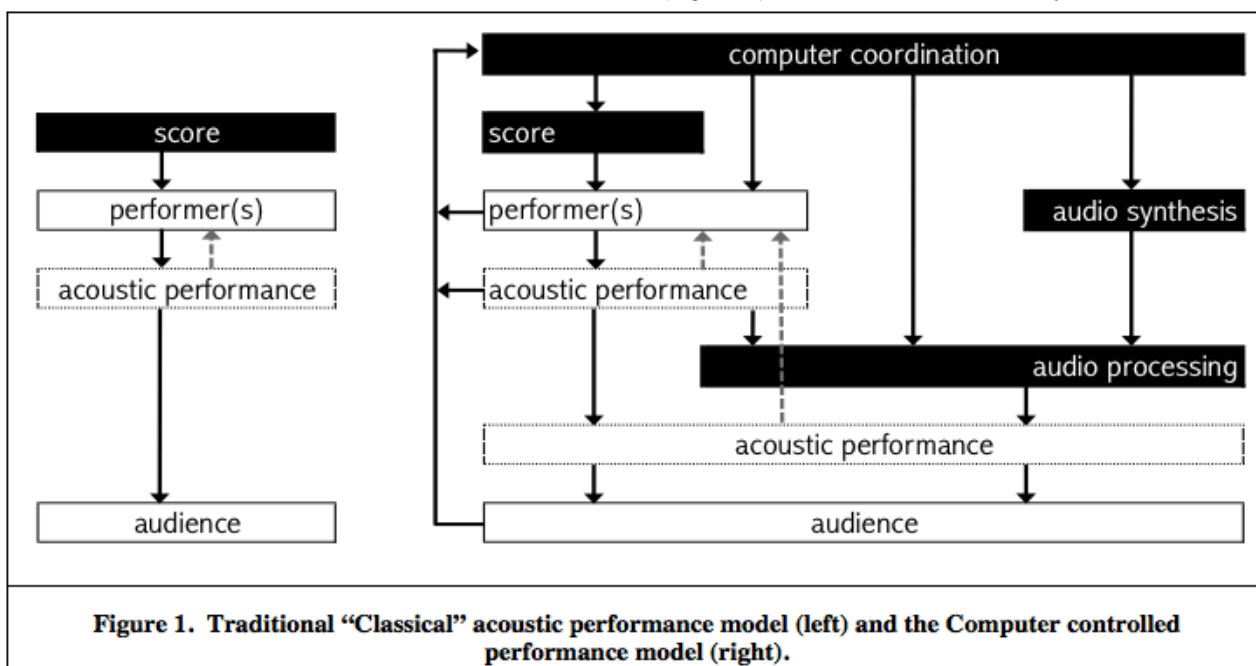 computer coordination
score
score
performer(s)
performer(s)
audio synthesis
acoustic performance
acoustic performance
audio processing
acoustic performance
audience
audience
Figure 1. Traditional “Classical” acoustic performance model (left) and the Computer controlled
performance model (right).